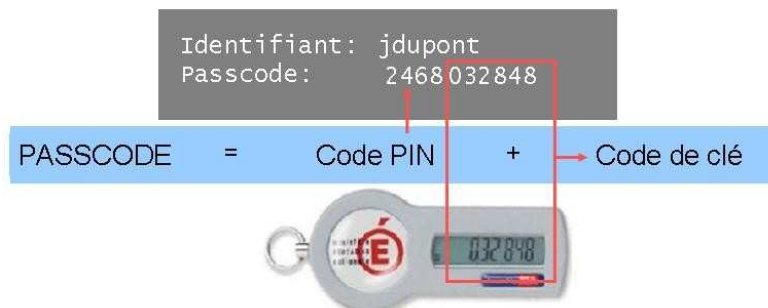 Identifiant: jdupont
Passcode: 2468032848
PASSCODE = Code PIN + Code de clé
É 032848